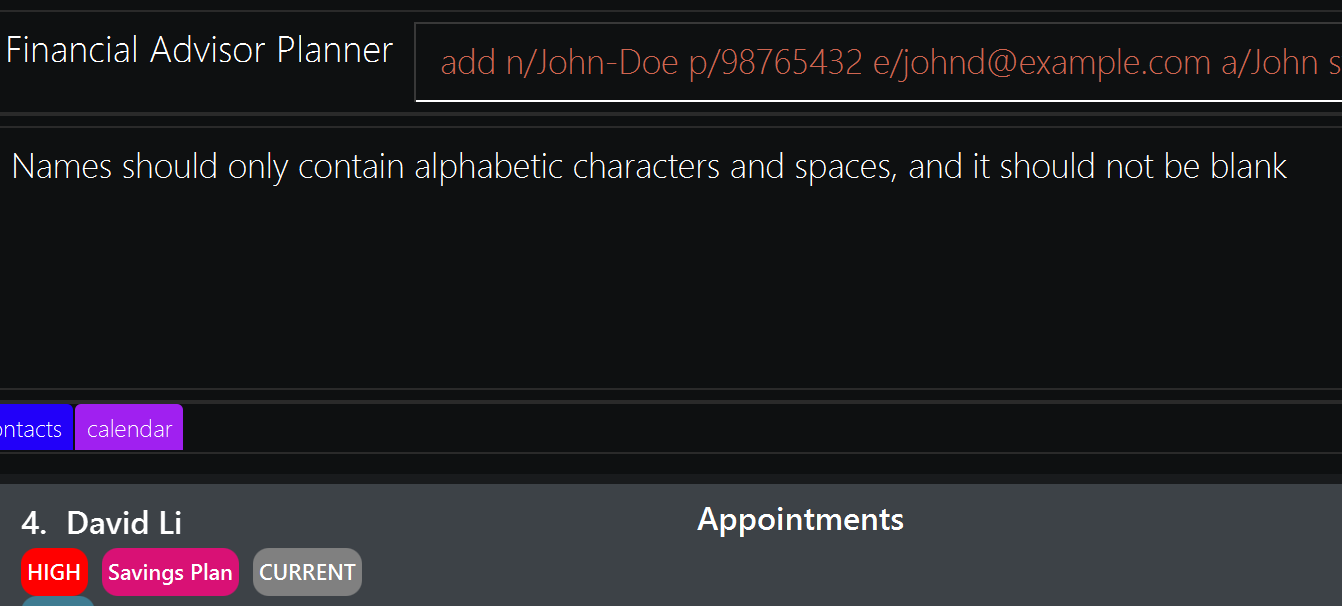 Financial Advisor Planner
add n/John-Doe p/98765432 e/johnd@example.com a/John s
Names should only contain alphabetic characters and spaces, and it should not be blank
ontacts calendar
4. David Li
Appointments
HIGH Savings Plan CURRENT